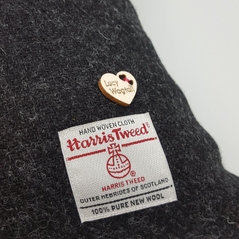 Lucy
Wagtail
HAND WOVEN CLOTH
Harris Tweed
HARRIS TWEED
OUTER HEBRIDES OF SCOTLAND
100% PURE NEW WOOL